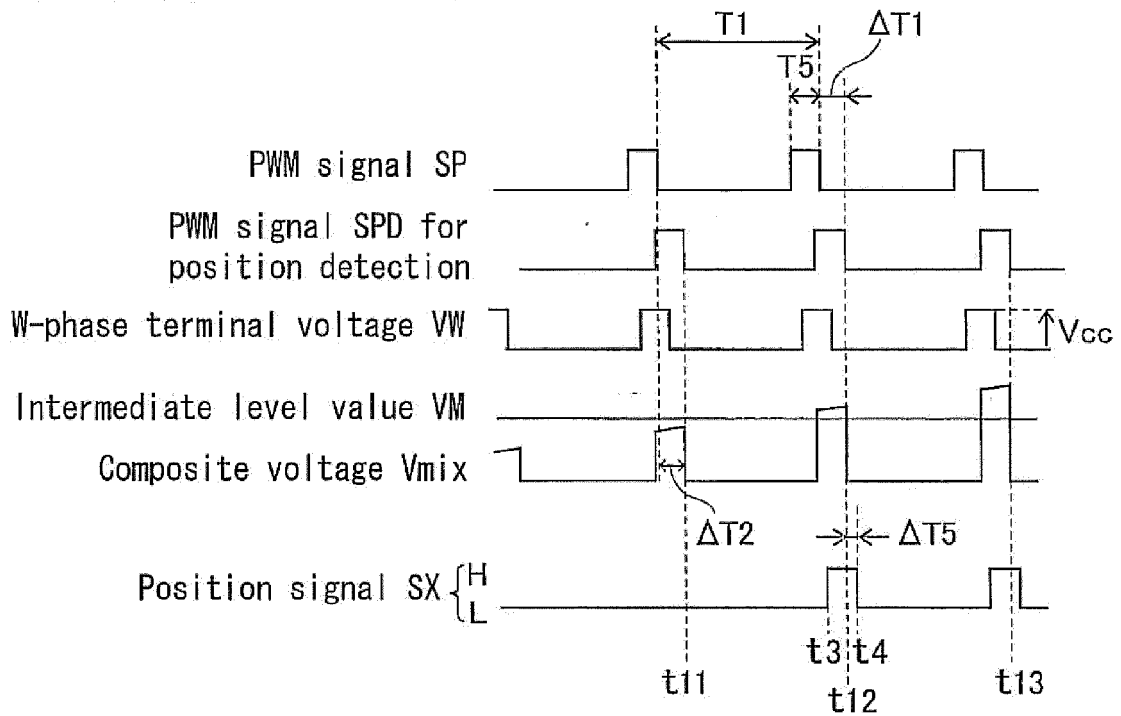 T1
ΔT1
T5
PWM signal SP
PWM signal SPD for
position detection
W-phase terminal voltage VW
Vcc
Intermediate level value VM
Composite voltage Vmix
ΔT2
ΔT5
Position signal SX { H
L
t3 t4
t11
t12
t13